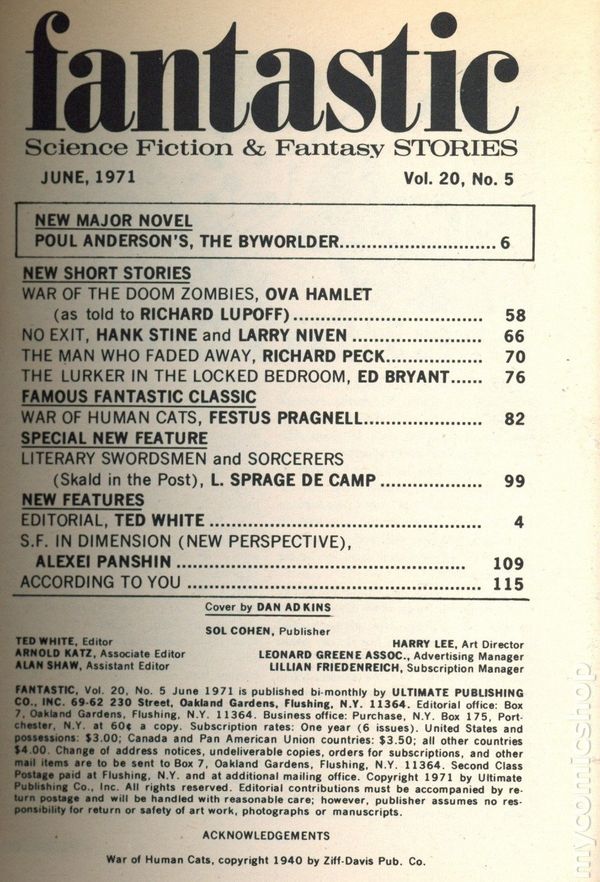 fantastic
Science Fiction & Fantasy STORIES
JUNE, 1971 Vol. 20, No. 5
NEW MAJOR NOVEL
POUL ANDERSON'S, THE BYWORLDER............................6
NEW SHORT STORIES
WAR OF THE DOOM ZOMBIES, OVA HAMLET
(as told to RICHARD LUPOFF)................................. 58
NO EXIT, HANK STINE and LARRY NIVEN ...................... 66
THE MAN WHO FADED AWAY, RICHARD PECK................ 70
THE LURKER IN THE LOCKED BEDROOM, ED BRYANT...... 76
FAMOUS FANTASTIC CLASSIC
WAR OF HUMAN CATS, FESTUS PRAGNELL.................... 82
SPECIAL NEW FEATURE
LITERARY SWORDSMEN and SORCERERS
(Skald in the Post), L. SPRAGE DE CAMP .................. 99
NEW FEATURES
EDITORIAL, TED WHITE ............................................... 4
S.F. IN DIMENSION (NEW PERSPECTIVE),
ALEXEI PANSHIN ................................................... 109
ACCORDING TO YOU .................................................. 115
Cover by DAN ADKINS
SOL COHEN, Publisher
TED WHITE, Editor HARRY LEE, Art Director
ARNOLD KATZ, Associate Editor LEONARD GREENE ASSOC., Advertising Manager
ALAN SHAW, Assistant Editor LILLIAN FRIEDENREICH, Subscription Manager
FANTASTIC, Vol. 20, No. 5 June 1971 is published bi-monthly by ULTIMATE PUBLISHING
CO., INC. 69-62 230 Street, Oakland Gardens, Flushing, N.Y. 11364. Editorial office: Box
7, Oakland Gardens, Flushing, N.Y. 11364. Business office: Purchase, N.Y. Box 175, Port-
chester, N.Y. at 60¢ a copy. Subscription rates: One year (6 issues). United States and
possessions: $3.00; Canada and Pan American Union countries: $3.50; all other countries
$4.00. Change of address notices, undeliverable copies, orders for subscriptions, and other
mail items are to be sent to Box 7, Oakland Gardens, Flushing, N.Y. 11364. Second Class
Postage paid at Flushing, N.Y. and at additional mailing office. Copyright 1971 by Ultimate
Publishing Co., Inc. All rights reserved. Editorial contributions must be accompanied by re-
turn postage and will be handled with reasonable care; however, publisher assumes no res-
ponsibility for return or safety of art work, photographs or manuscripts.
ACKNOWLEDGEMENTS
War of Human Cats, copyright 1940 by Ziff-Davis Pub. Co.
mycomicshop